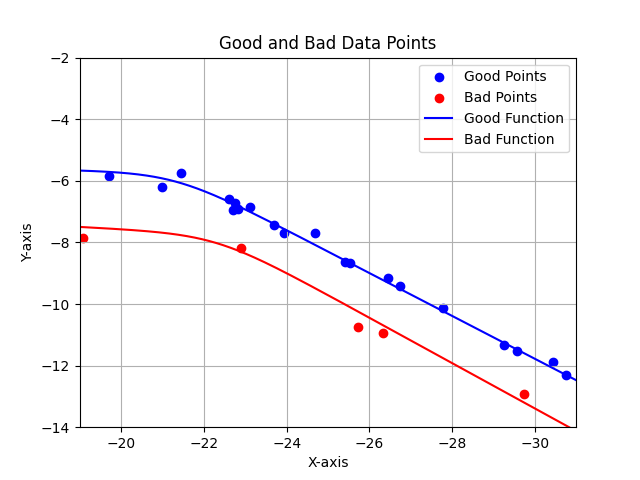 Good and Bad Data Points
Good Points
Bad Points
Good Function
Bad Function
−2
−4
−6
−8
−10
−12
−14
Y-axis
−20
−22
−24
−26
−28
−30
X-axis